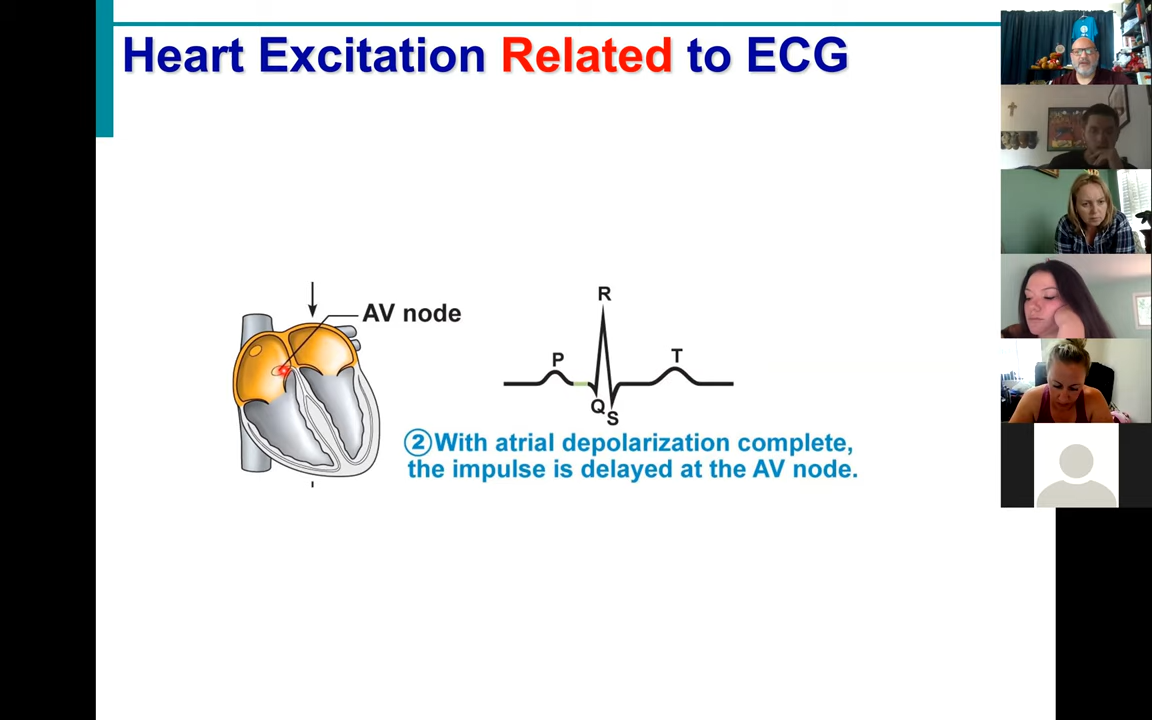 Heart Excitation Related to ECG
AV node
R
P
T
Q
S
②With atrial depolarization complete,
the impulse is delayed at the AV node.